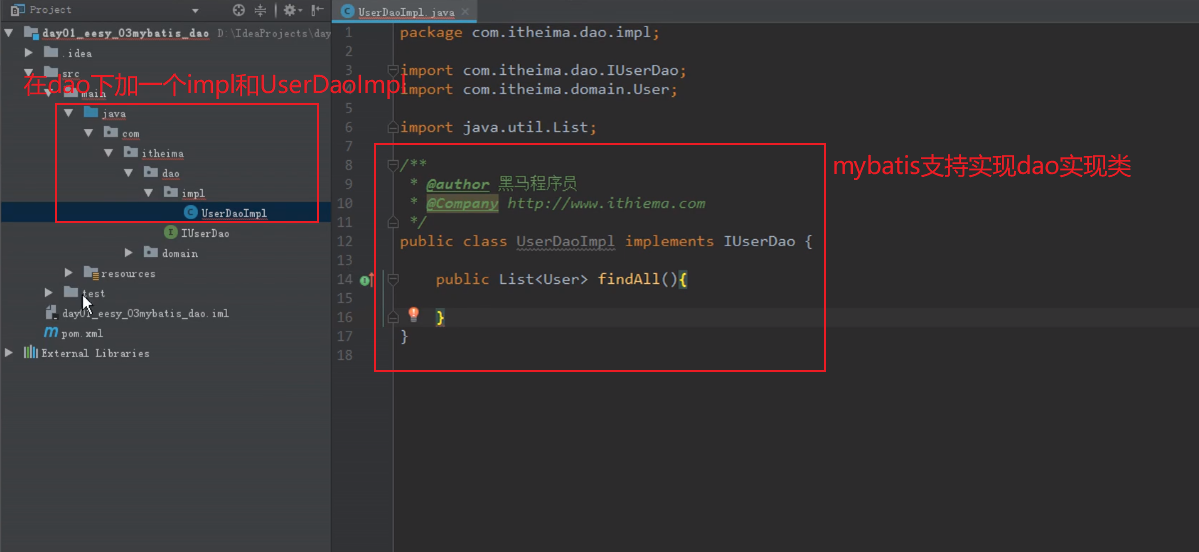 Project
UserDaoImpl.java
day01_eesy_03mybatis_dao D:\IdeaProjects\day
.idea
src
在dao下加一个impl和UserDaoImpl
main
java
com
itheima
dao
impl
UserDaoImpl
IUserDao
domain
resources
test
day01_eesy_03mybatis_dao.iml
pom.xml
External Libraries
1 package com.itheima.dao.impl;
2
3 import com.itheima.dao.IUserDao;
import com.itheima.domain.User;
5
6 import java.util.List;
7
8 /**
9 * @author 黑马程序员
10 * @Company http://www.ithiema.com
11 */
12 public class UserDaoImpl implements IUserDao {
13
14 public List<User> findAll(){
15
16 }
17 }
18
mybatis支持实现dao实现类